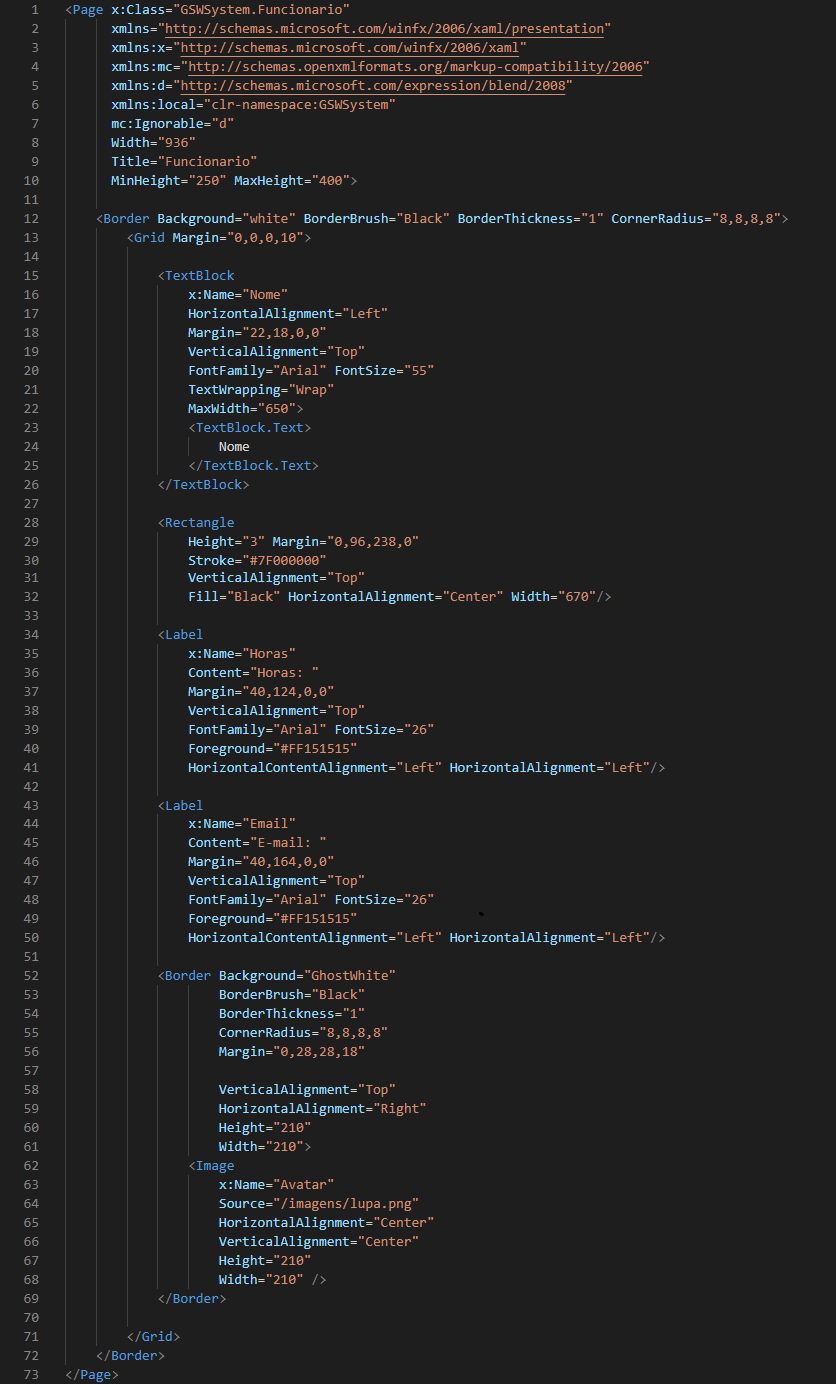 1 <Page x:Class="GSWSystem.Funcionario"
2 xmlns="http://schemas.microsoft.com/winfx/2006/xaml/presentation"
3 xmlns:x="http://schemas.microsoft.com/winfx/2006/xaml"
4 xmlns:mc="http://schemas.openxmlformats.org/markup-compatibility/2006"
5 xmlns:d="http://schemas.microsoft.com/expression/blend/2008"
6 xmlns:local="clr-namespace:GSWSystem"
7 mc:Ignorable="d"
8 Width="936"
9 Title="Funcionario"
10 MinHeight="250" MaxHeight="400">
11
12 <Border Background="white" BorderBrush="Black" BorderThickness="1" CornerRadius="8,8,8,8">
13 <Grid Margin="0,0,0,10">
14
15 <TextBlock
16 x:Name="Nome"
17 HorizontalAlignment="Left"
18 Margin="22,18,0,0"
19 VerticalAlignment="Top"
20 FontFamily="Arial" FontSize="55"
21 TextWrapping="Wrap"
22 MaxWidth="650">
23 <TextBlock.Text>
24 Nome
25 </TextBlock.Text>
26 </TextBlock>
27
28 <Rectangle
29 Height="3" Margin="0,96,238,0"
30 Stroke="#7F000000"
31 VerticalAlignment="Top"
32 Fill="Black" HorizontalAlignment="Center" Width="670"/>
33
34 <Label
35 x:Name="Horas"
36 Content="Horas: "
37 Margin="40,124,0,0"
38 VerticalAlignment="Top"
39 FontFamily="Arial" FontSize="26"
40 Foreground="#FF151515"
41 HorizontalContentAlignment="Left" HorizontalAlignment="Left"/>
42
43 <Label
44 x:Name="Email"
45 Content="E-mail: "
46 Margin="40,164,0,0"
47 VerticalAlignment="Top"
48 FontFamily="Arial" FontSize="26"
49 Foreground="#FF151515"
50 HorizontalContentAlignment="Left" HorizontalAlignment="Left"/>
51
52 <Border Background="GhostWhite"
53 BorderBrush="Black"
54 BorderThickness="1"
55 CornerRadius="8,8,8,8"
56 Margin="0,28,28,18"
57
58 VerticalAlignment="Top"
59 HorizontalAlignment="Right"
60 Height="210"
61 Width="210">
62 <Image
63 x:Name="Avatar"
64 Source="/imagens/lupa.png"
65 HorizontalAlignment="Center"
66 VerticalAlignment="Center"
67 Height="210"
68 Width="210" />
69 </Border>
70
71 </Grid>
72 </Border>
73 </Page>